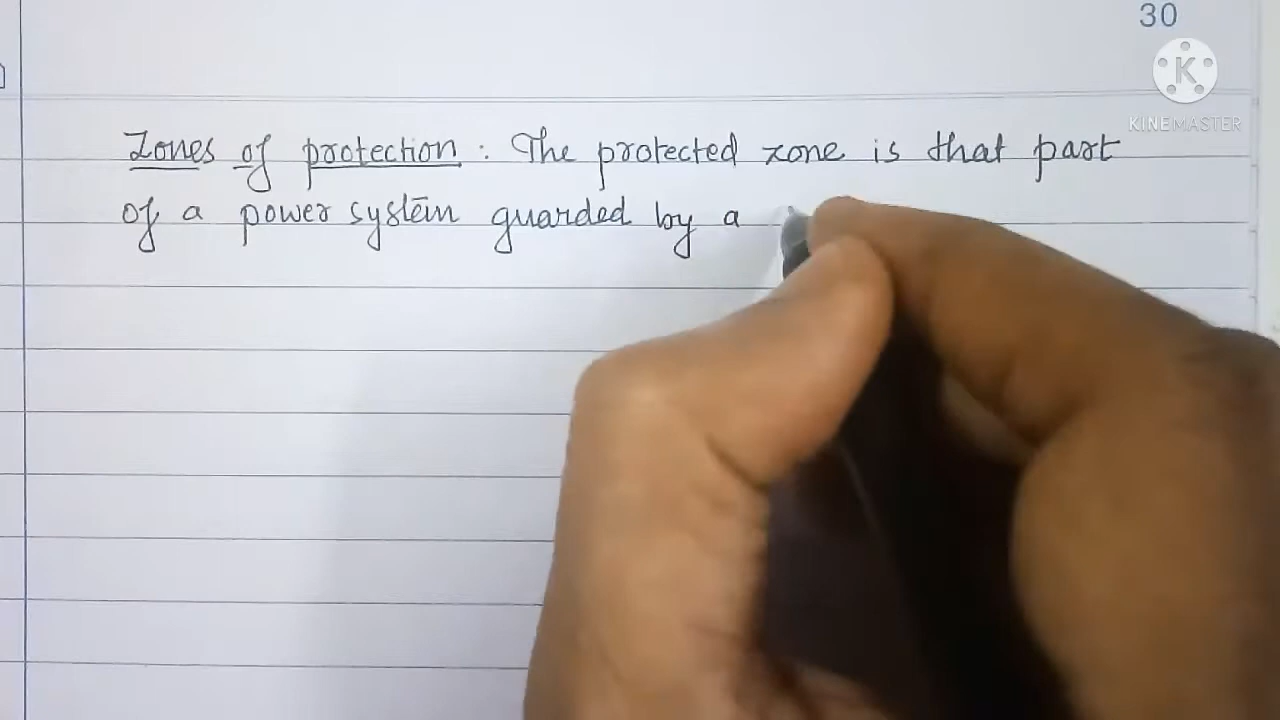 30
K
KINEMASTER
Zones of protection : The protected zone is that part
of a power system guarded by a